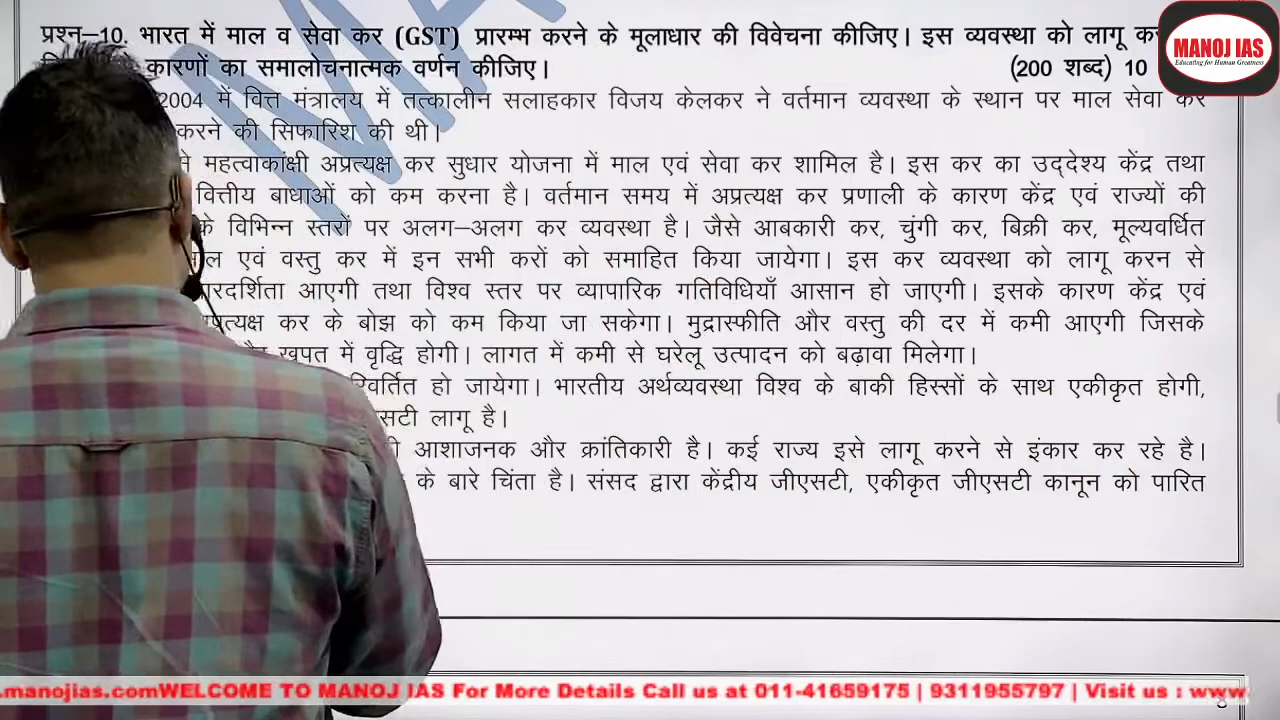 प्रश्न–10. भारत में माल व सेवा कर (GST) प्रारम्भ करने के मूलाधार की विवेचना कीजिए। इस व्यवस्था को लागू
कारणों का समालोचनात्मक वर्णन कीजिए। (200 शब्द) 10
MANOJ IAS
Educating for Human Greatness
2004 में वित्त मंत्रालय में तत्कालीन सलाहकार विजय केलकर ने वर्तमान व्यवस्था के स्थान पर माल सेवा कर
करने की सिफारिश की थी।
महत्वाकांक्षी अप्रत्यक्ष कर सुधार योजना में माल एवं सेवा कर शामिल है। इस कर का उद्देश्य केंद्र तथा
वित्तीय बाधाओं को कम करना है। वर्तमान समय में अप्रत्यक्ष कर प्रणाली के कारण केंद्र एवं राज्यों की
के विभिन्न स्तरों पर अलग–अलग कर व्यवस्था है। जैसे आबकारी कर, चुंगी कर, बिक्री कर, मूल्यवर्धित
एवं वस्तु कर में इन सभी करों को समाहित किया जायेगा। इस कर व्यवस्था को लागू करन से
आएगी तथा विश्व स्तर पर व्यापारिक गतिविधियाँ आसान हो जाएगी। इसके कारण केंद्र एवं
कर के बोझ को कम किया जा सकेगा। मुद्रास्फीति और वस्तु की दर में कमी आएगी जिसके
खपत में वृद्धि होगी। लागत में कमी से घरेलू उत्पादन को बढ़ावा मिलेगा।
हो जायेगा। भारतीय अर्थव्यवस्था विश्व के बाकी हिस्सों के साथ एकीकृत होगी,
लागू है।
आशाजनक और क्रांतिकारी है। कई राज्य इसे लागू करने से इंकार कर रहे है।
के बारे चिंता है। संसद द्वारा केंद्रीय जीएसटी, एकीकृत जीएसटी कानून को पारित
.manojias.comWELCOME TO MANOJ IAS For More Details Call us at 011-41659175 | 9311955797 | Visit us : www